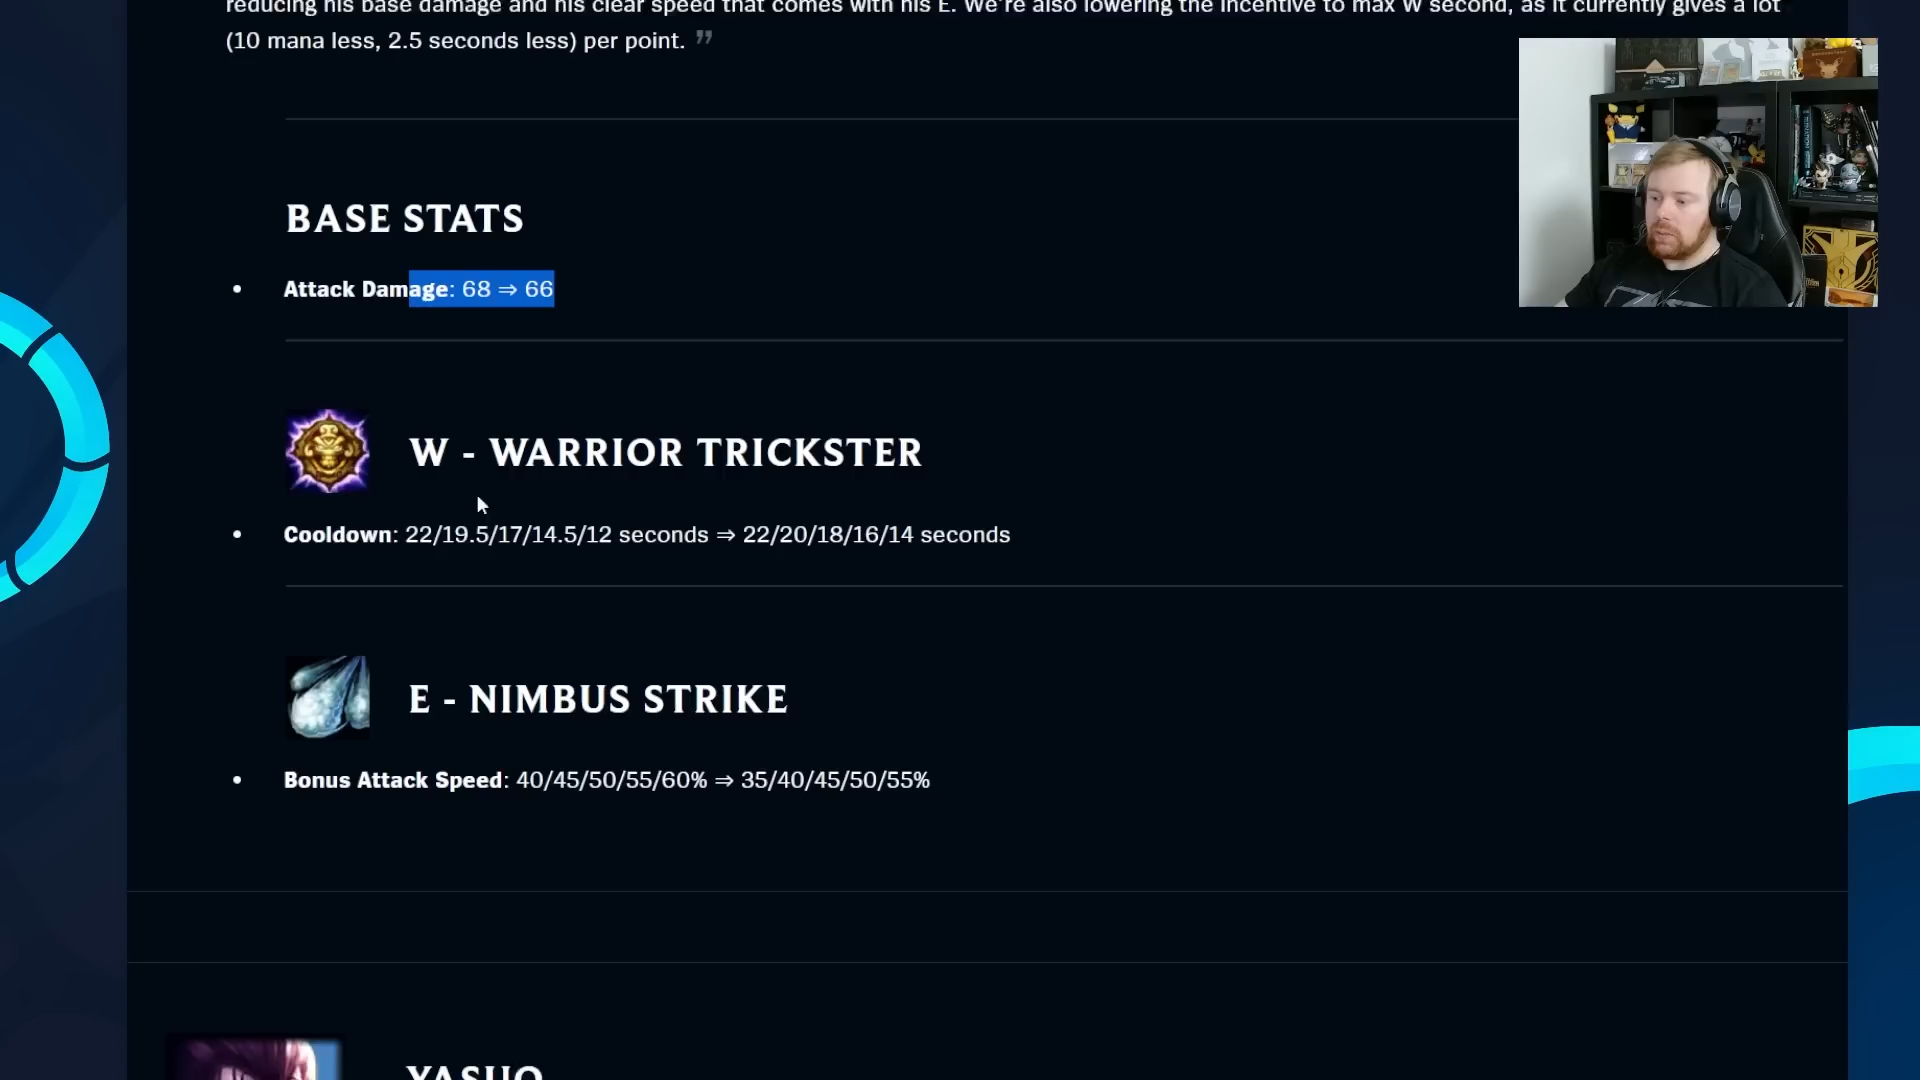 reducing his base damage and his clear speed that comes with his E. We're also lowering the incentive to max W second, as it currently gives a lot
(10 mana less, 2.5 seconds less) per point. ”
BASE STATS
• Attack Damage: 68 ⇒ 66
W - WARRIOR TRICKSTER
• Cooldown: 22/19.5/17/14.5/12 seconds ⇒ 22/20/18/16/14 seconds
E - NIMBUS STRIKE
• Bonus Attack Speed: 40/45/50/55/60% ⇒ 35/40/45/50/55%
YASUO